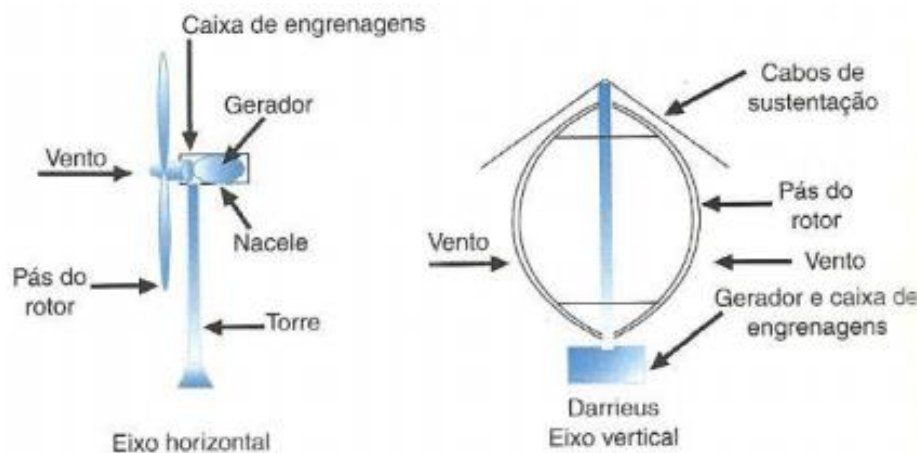 Caixa de engrenagens
Gerador
Vento
Nacele
Pás do
rotor
Torre
Eixo horizontal
Cabos de
sustentação
Pás do
rotor
Vento
Vento
Gerador e caixa de
engrenagens
Darrieus
Eixo vertical